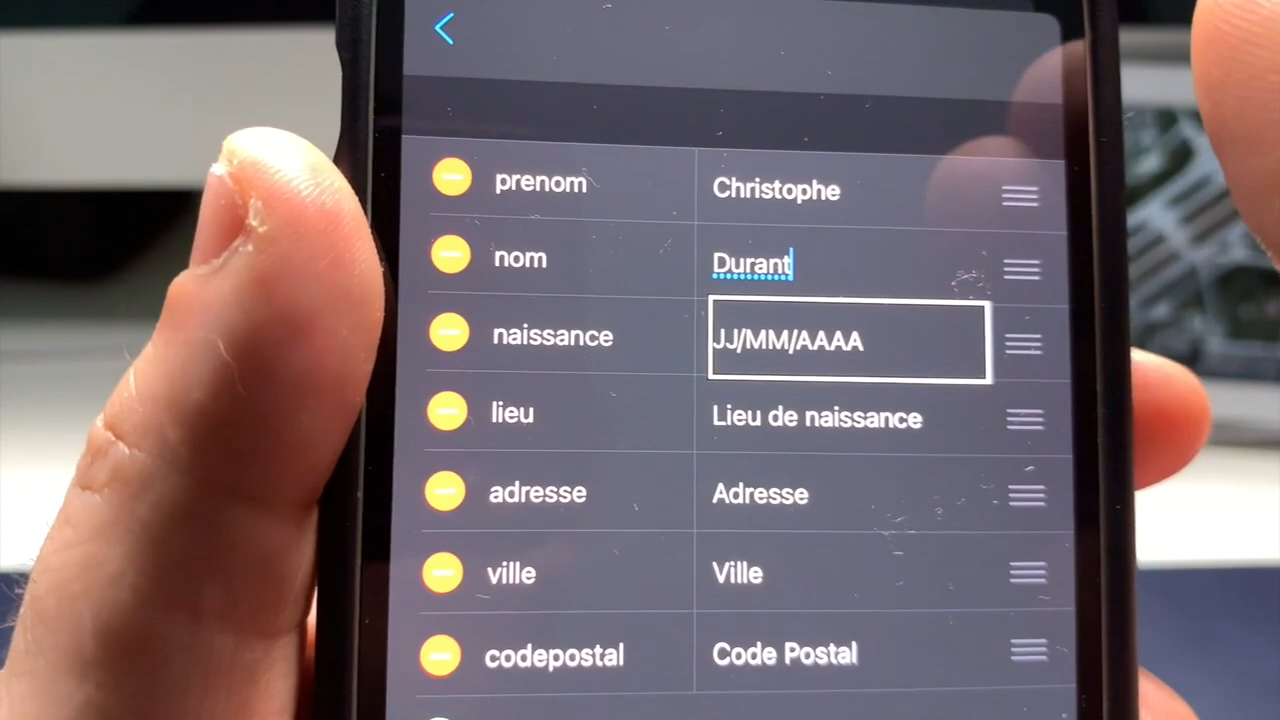 prenom Christophe
nom Durant
naissance JJ/MM/AAAA
lieu Lieu de naissance
adresse Adresse
ville Ville
codepostal Code Postal